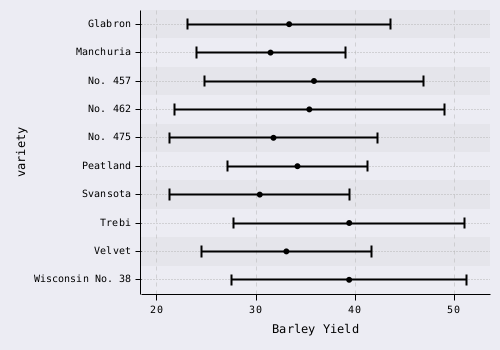 Glabron
Manchuria
No. 457
No. 462
No. 475
Peatland
Svansota
Trebi
Velvet
Wisconsin No. 38
variety
20 30 40 50
Barley Yield